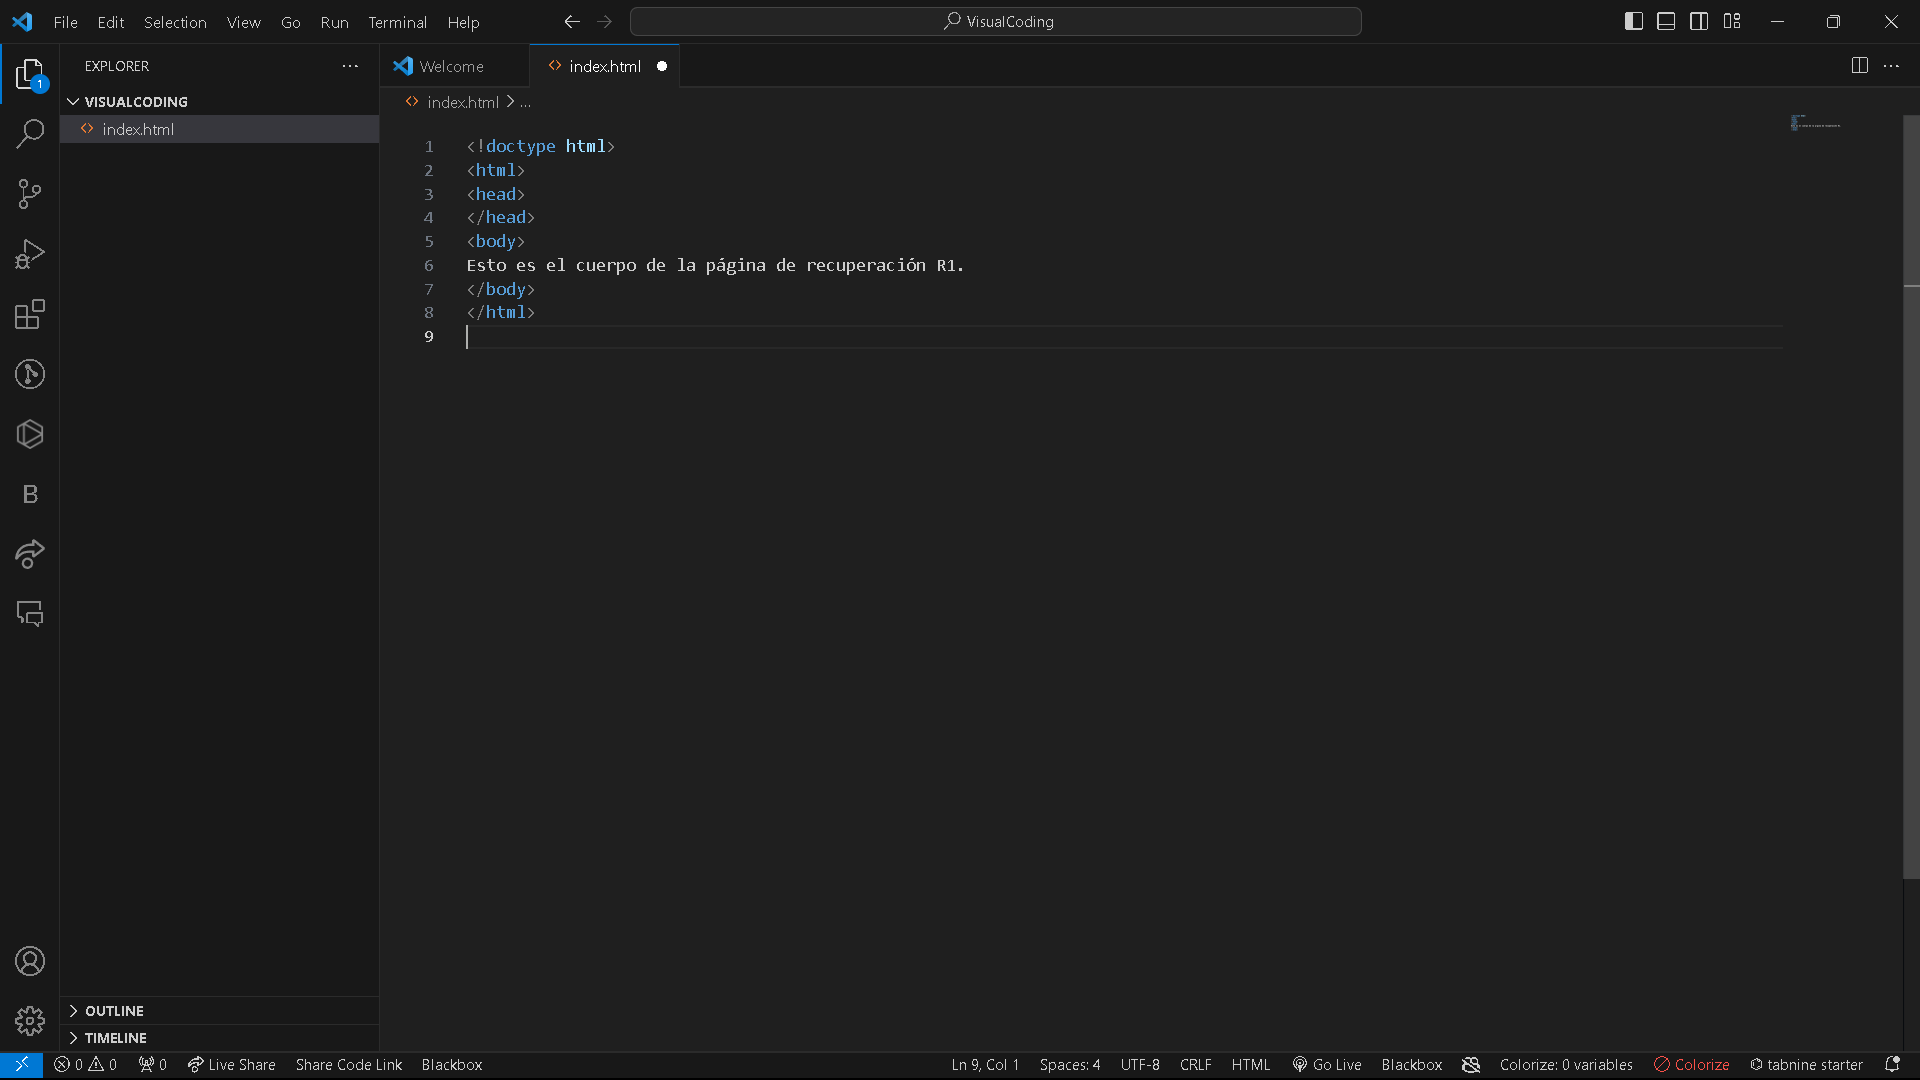 File Edit Selection View Go Run Terminal Help
VisualCoding
EXPLORER
1
VISUALCODING
index.html
Welcome
index.html
index.html > ...
1 <!doctype html>
2 <html>
3 <head>
4 </head>
5 <body>
6 Esto es el cuerpo de la página de recuperación R1.
7 </body>
8 </html>
9
B
OUTLINE
TIMELINE
0 0 0 Live Share Share Code Link Blackbox Ln 9, Col 1 Spaces: 4 UTF-8 CRLF HTML Go Live Blackbox Colorize: 0 variables Colorize tabnine starter